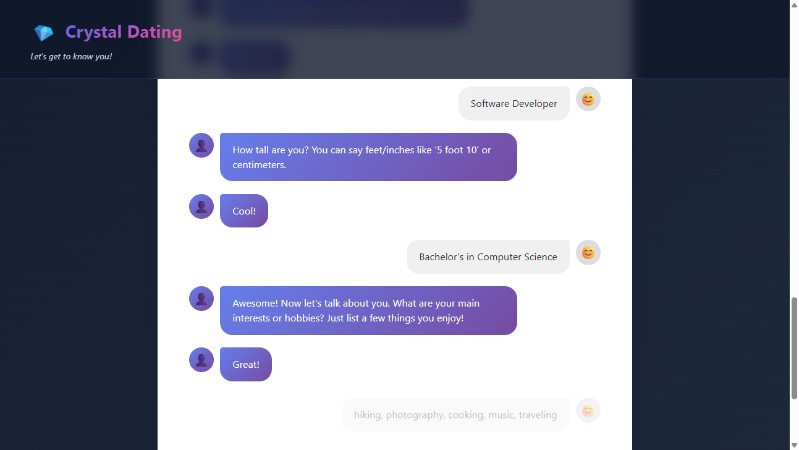 Crystal Dating
Let's get to know you!
Software Developer
How tall are you? You can say feet/inches like '5 foot 10' or
centimeters.
Cool!
Bachelor's in Computer Science
Awesome! Now let's talk about you. What are your main
interests or hobbies? Just list a few things you enjoy!
Great!
hiking, photography, cooking, music, traveling